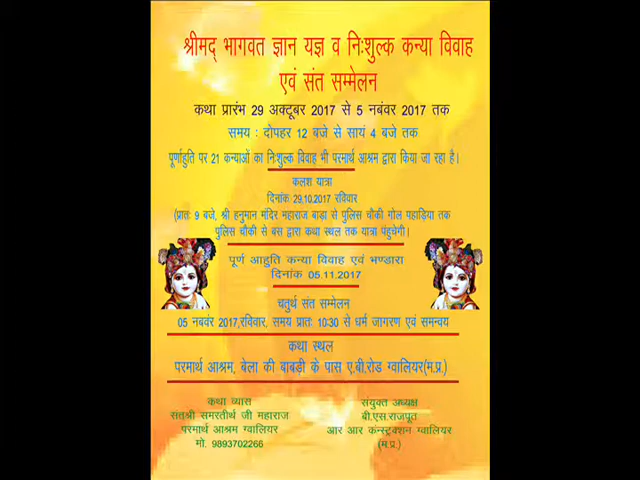 श्रीमद् भागवत ज्ञान यज्ञ व निःशुल्क कन्या विवाह
एवं संत सम्मेलन
कथा प्रारंभ 29 अक्टूबर 2017 से 5 नबंवर 2017 तक
समय : दोपहर 12 बजे से सायं 4 बजे तक
पूर्णाहुति पर 21 कन्याओं का निःशुल्क विवाह भी परमार्थ आश्रम द्वारा किया जा रहा है।
कलश यात्रा
दिनांक 29.10.2017 रविवार
(प्रातः 9 बजे, श्री हनुमान मंदिर महाराज बाड़ा से पुलिस चौकी गोल पहाडिया तक
पुलिस चौकी से बस द्वारा कथा स्थल तक यात्रा पंहुचेगी।
पूर्ण आहुति कन्या विवाह एवं भण्डारा
दिनांक 05.11.2017
चतुर्थ संत सम्मेलन
05 नबवंर 2017,रविवार, समय प्रातः 10:30 से धर्म जागरण एवं समन्वय
कथा स्थल
परमार्थ आश्रम, बेला की बाबड़ी के पास ए.बी.रोड ग्वालियर(म.प्र.)
कथा व्यास
संतश्री समरतीर्थ जी महाराज
परमार्थ आश्रम ग्वालियर
मो. 9893702266
संयुक्त अध्यक्ष
बी.एस.राजपूत
आर आर कंन्स्ट्रक्शन ग्वालियर
(म.प्र.)